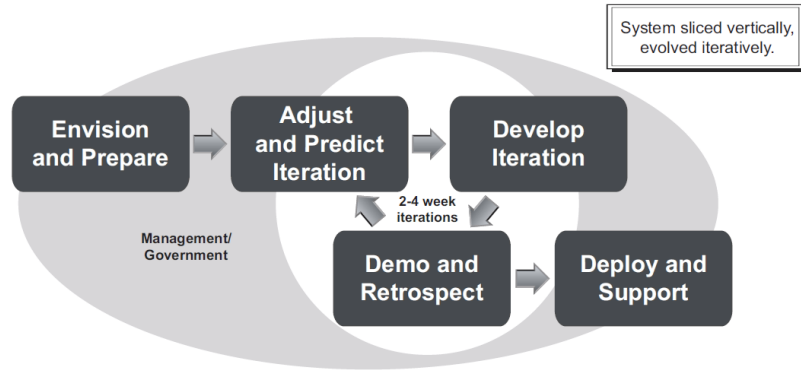 System sliced vertically,
evolved iteratively.
Envision
and Prepare
Adjust
and Predict
Iteration
Develop
Iteration
2-4 week
iterations
Management/
Government
Demo and
Retrospect
Deploy and
Support